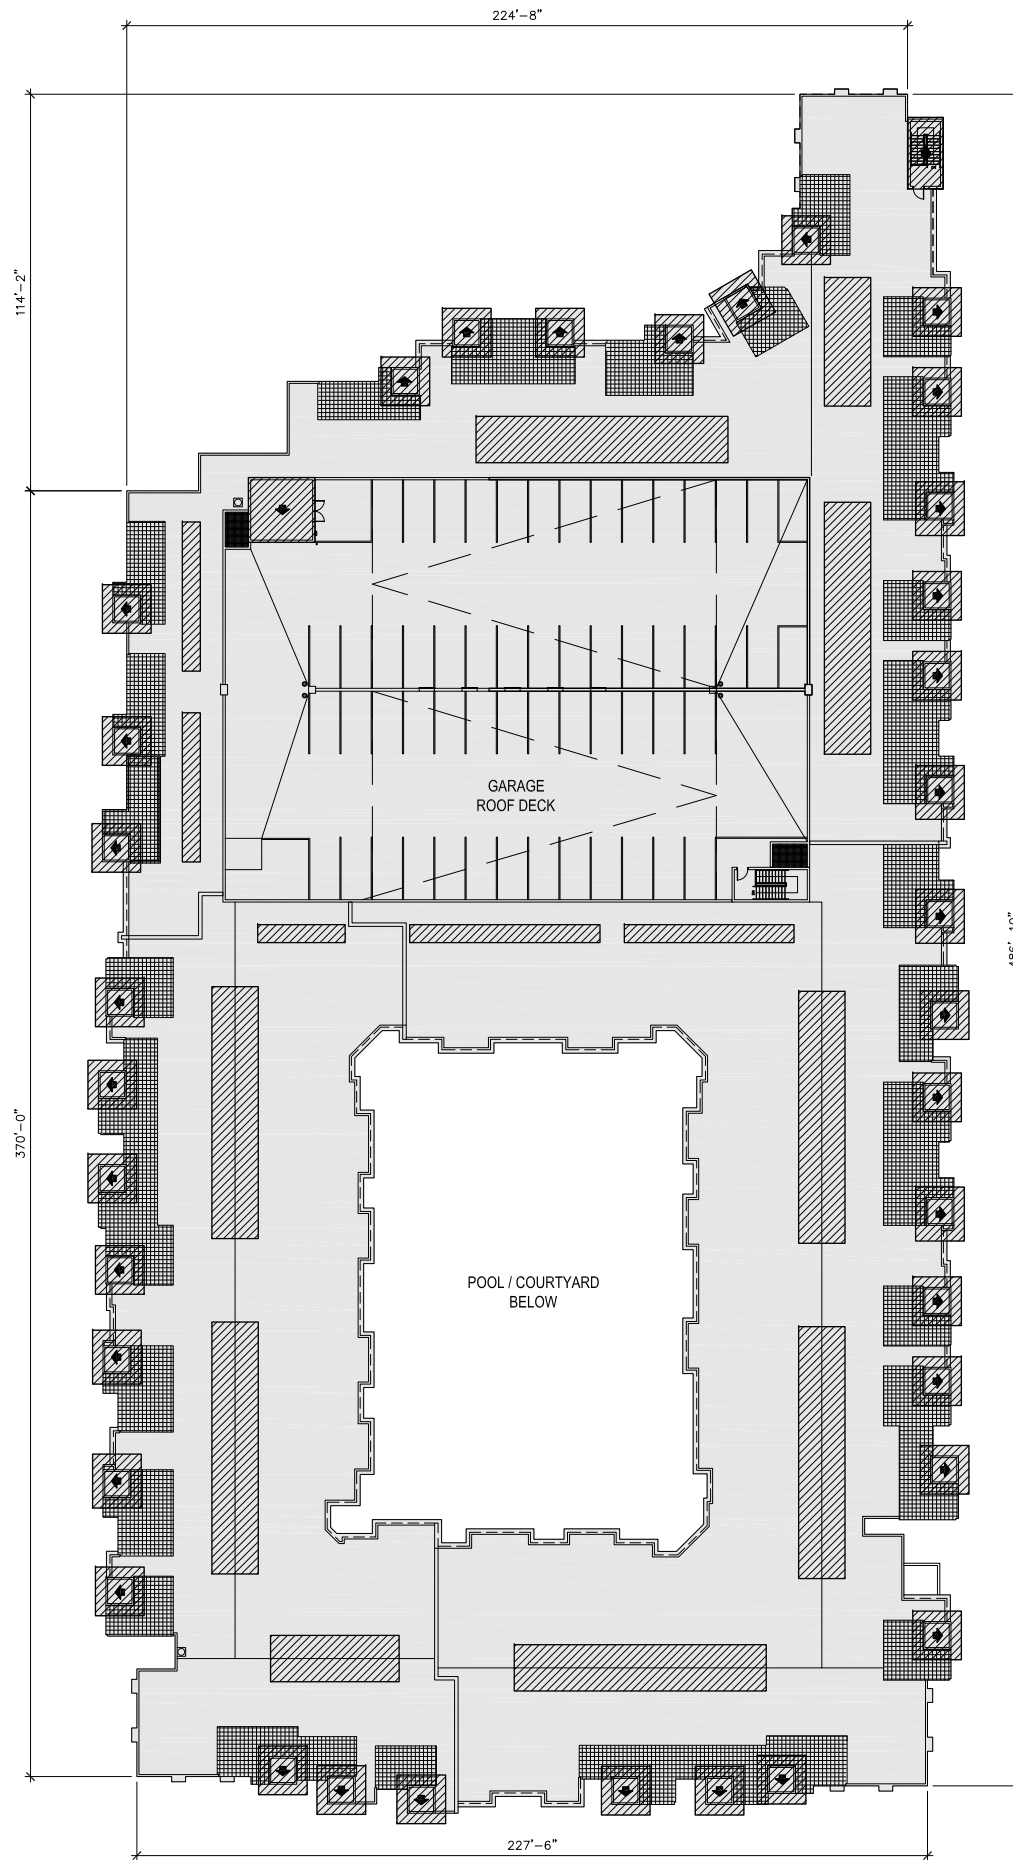 224'-8"
114'-2"
GARAGE
ROOF DECK
370'-0"
POOL / COURTYARD
BELOW
227'-6"